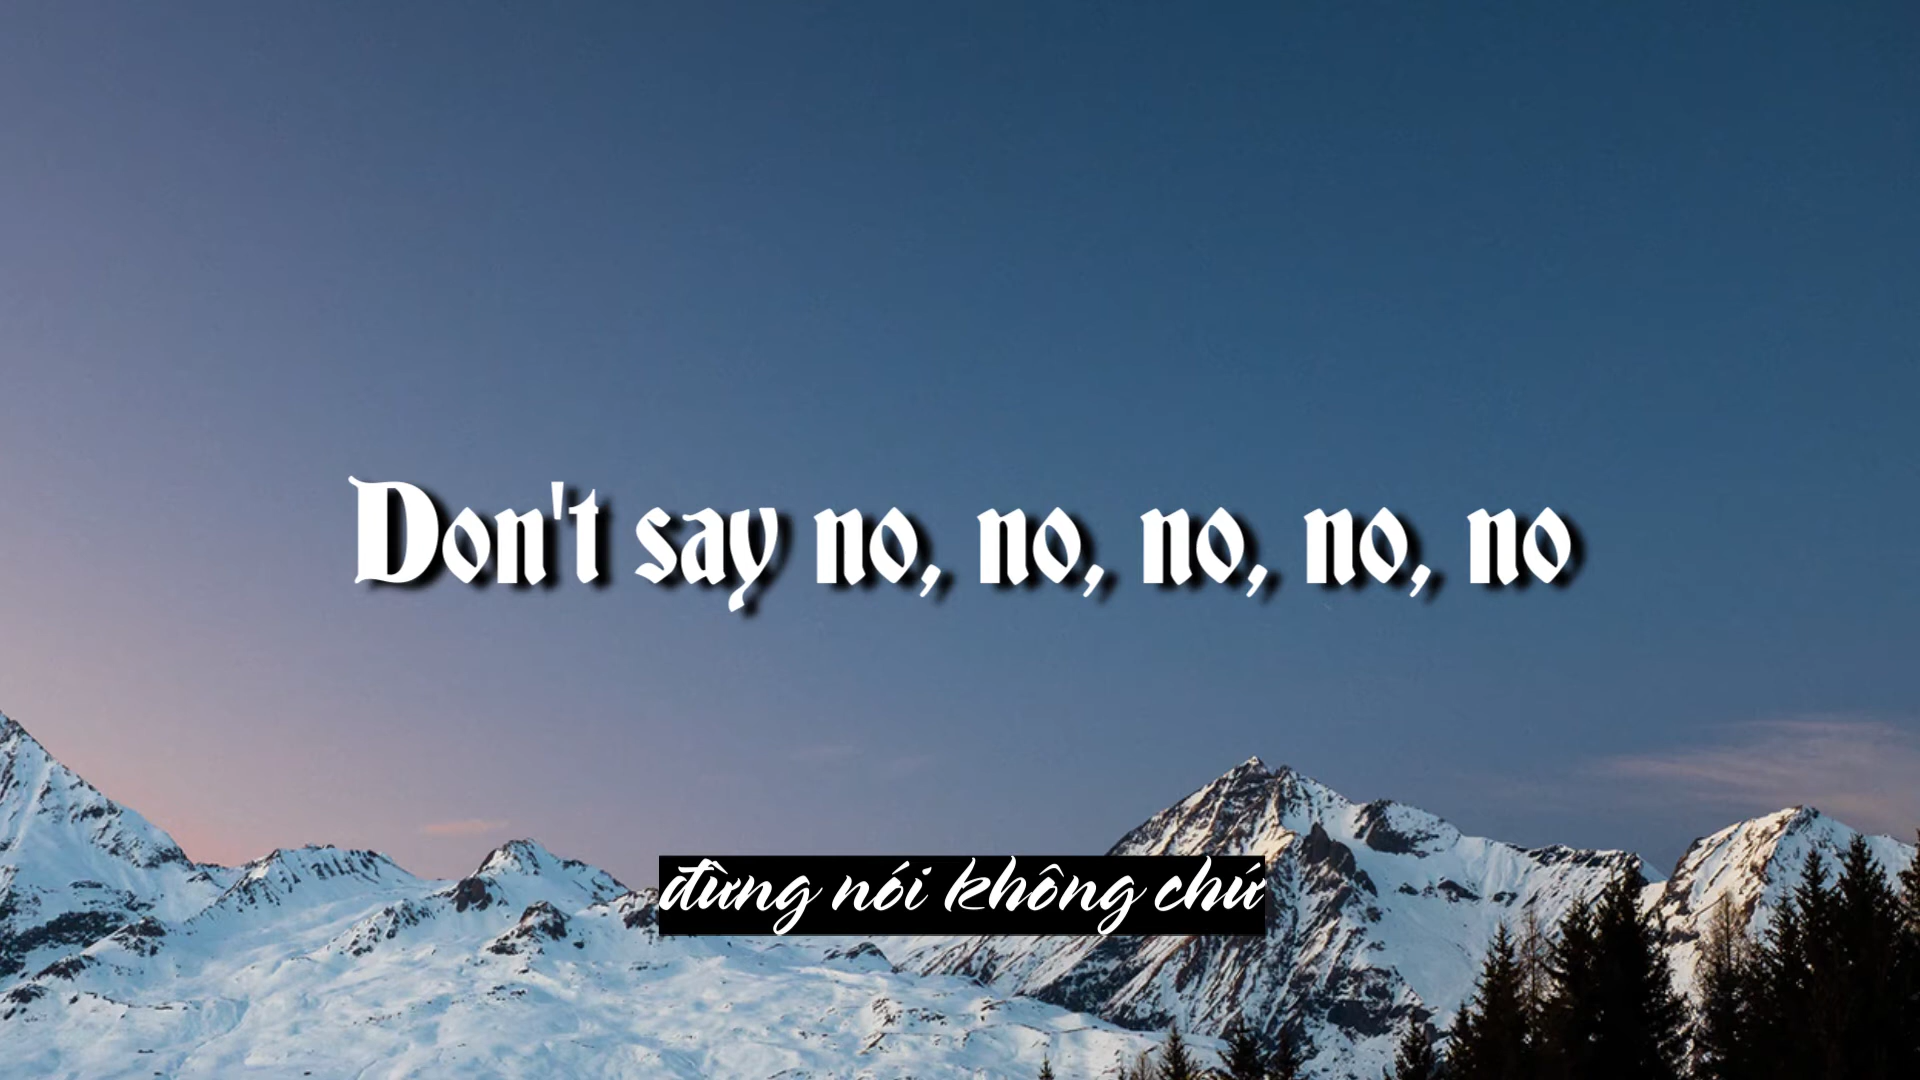 Don't say no, no, no, no, no
đừng nói không chứ